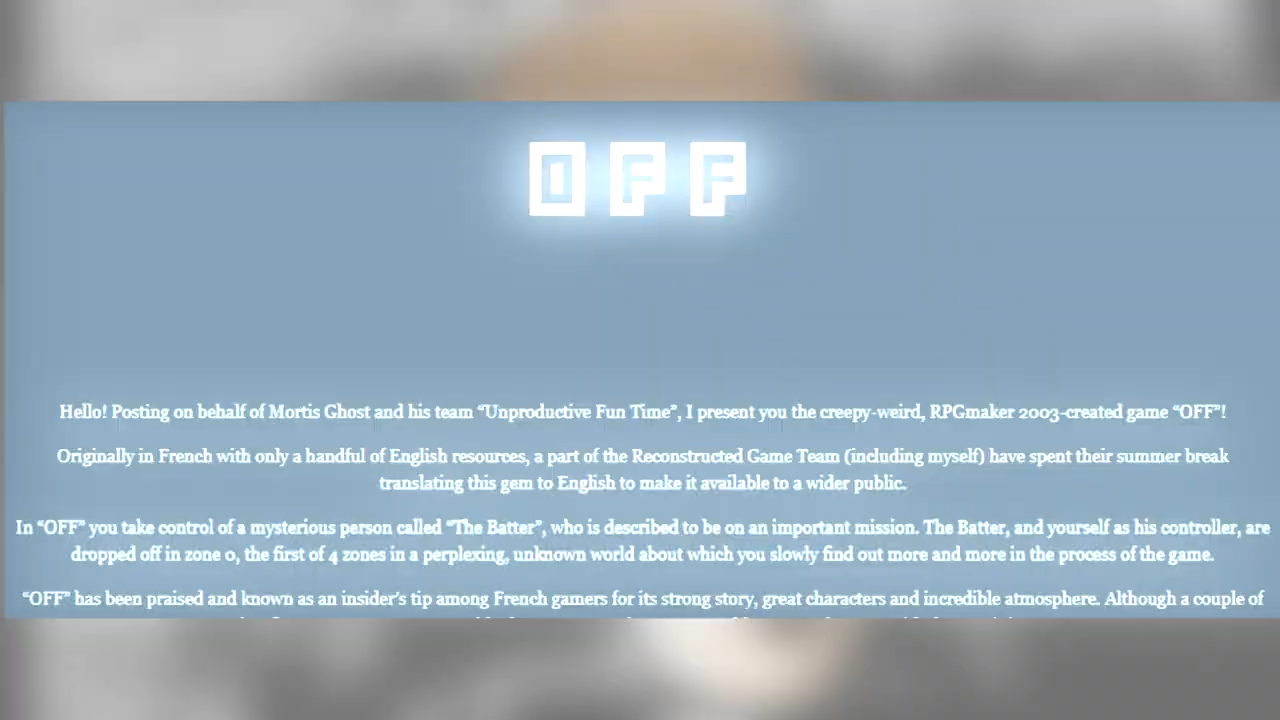 OFF
Hello! Posting on behalf of Mortis Ghost and his team “Unproductive Fun Time”, I present you the creepy-weird, RPGmaker 2003-created game “OFF”!
Originally in French with only a handful of English resources, a part of the Reconstructed Game Team (including myself) have spent their summer break
translating this gem to English to make it available to a wider public.
In “OFF” you take control of a mysterious person called “The Batter”, who is described to be on an important mission. The Batter, and yourself as his controller, are
dropped off in zone 0, the first of 4 zones in a perplexing, unknown world about which you slowly find out more and more in the process of the game.
“OFF” has been praised and known as an insider's tip among French gamers for its strong story, great characters and incredible atmosphere. Although a couple of